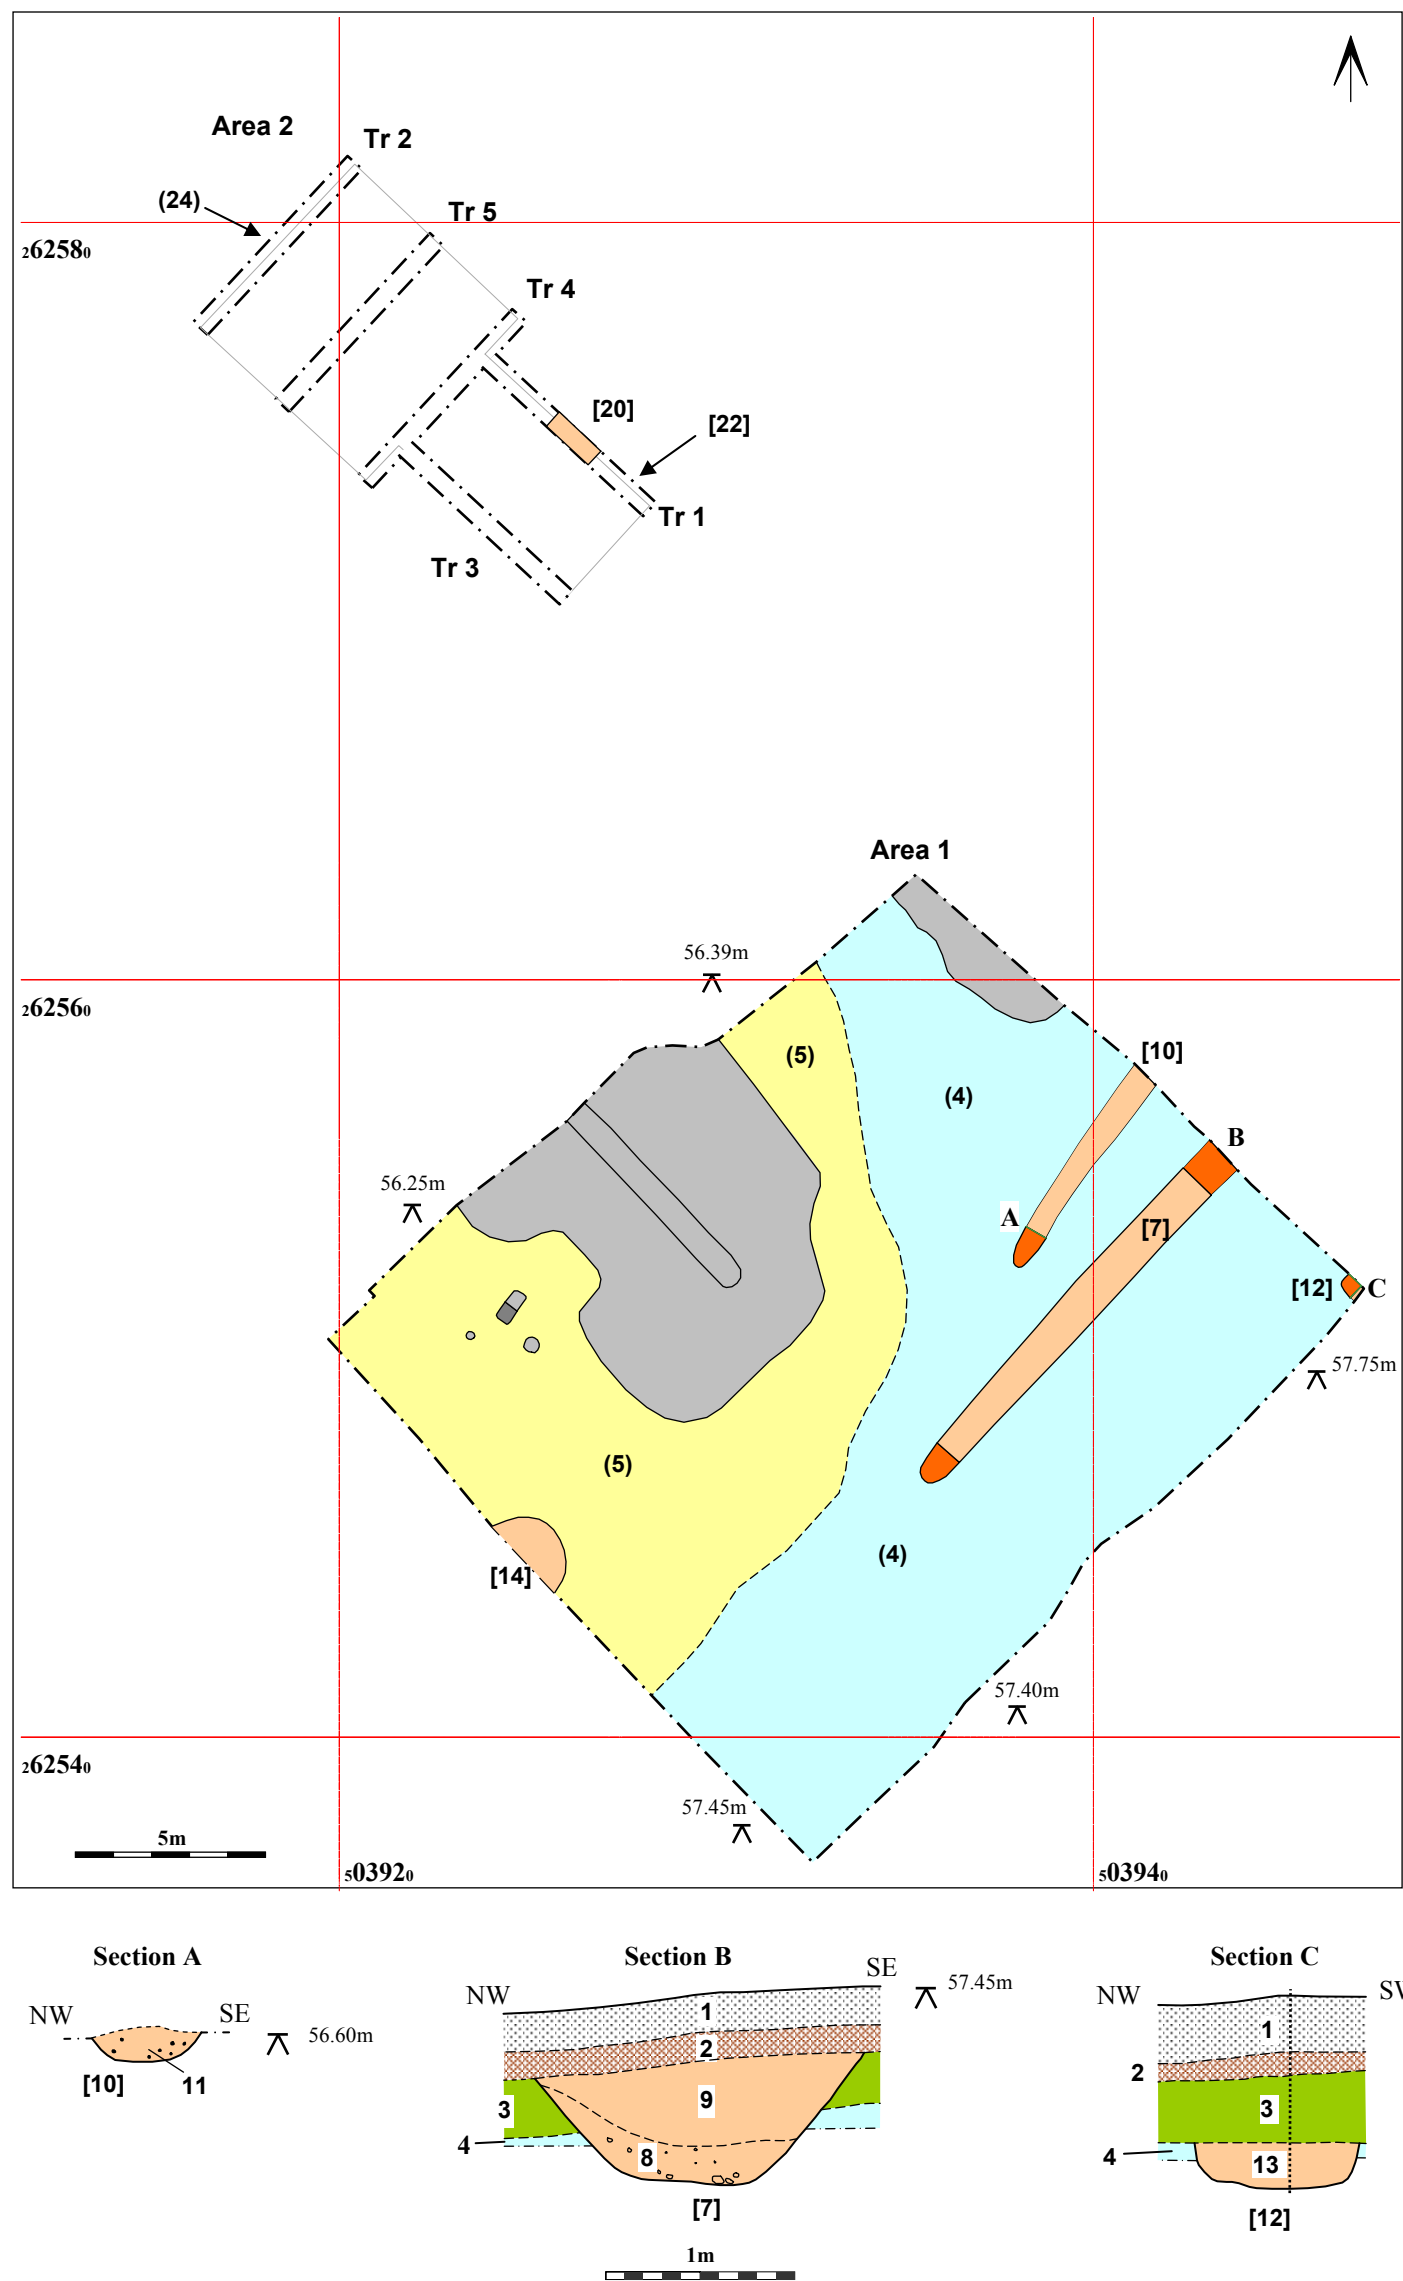 Area 2
Tr 2
(24)
Tr 5
262580
Tr 4
[20]
[22]
Tr 1
Tr 3
Area 1
56.39m
262560
(5)
[10]
(4)
B
56.25m
A
[7]
[12]
C
57.75m
(5)
(4)
[14]
57.40m
262540
57.45m
5m
503920
503940
Section A
Section B
Section C
NW
SE
56.60m
[10]
11
NW
SE
57.45m
1
2
3
9
4
8
[7]
NW
SW
1
2
3
4
13
[12]
1m